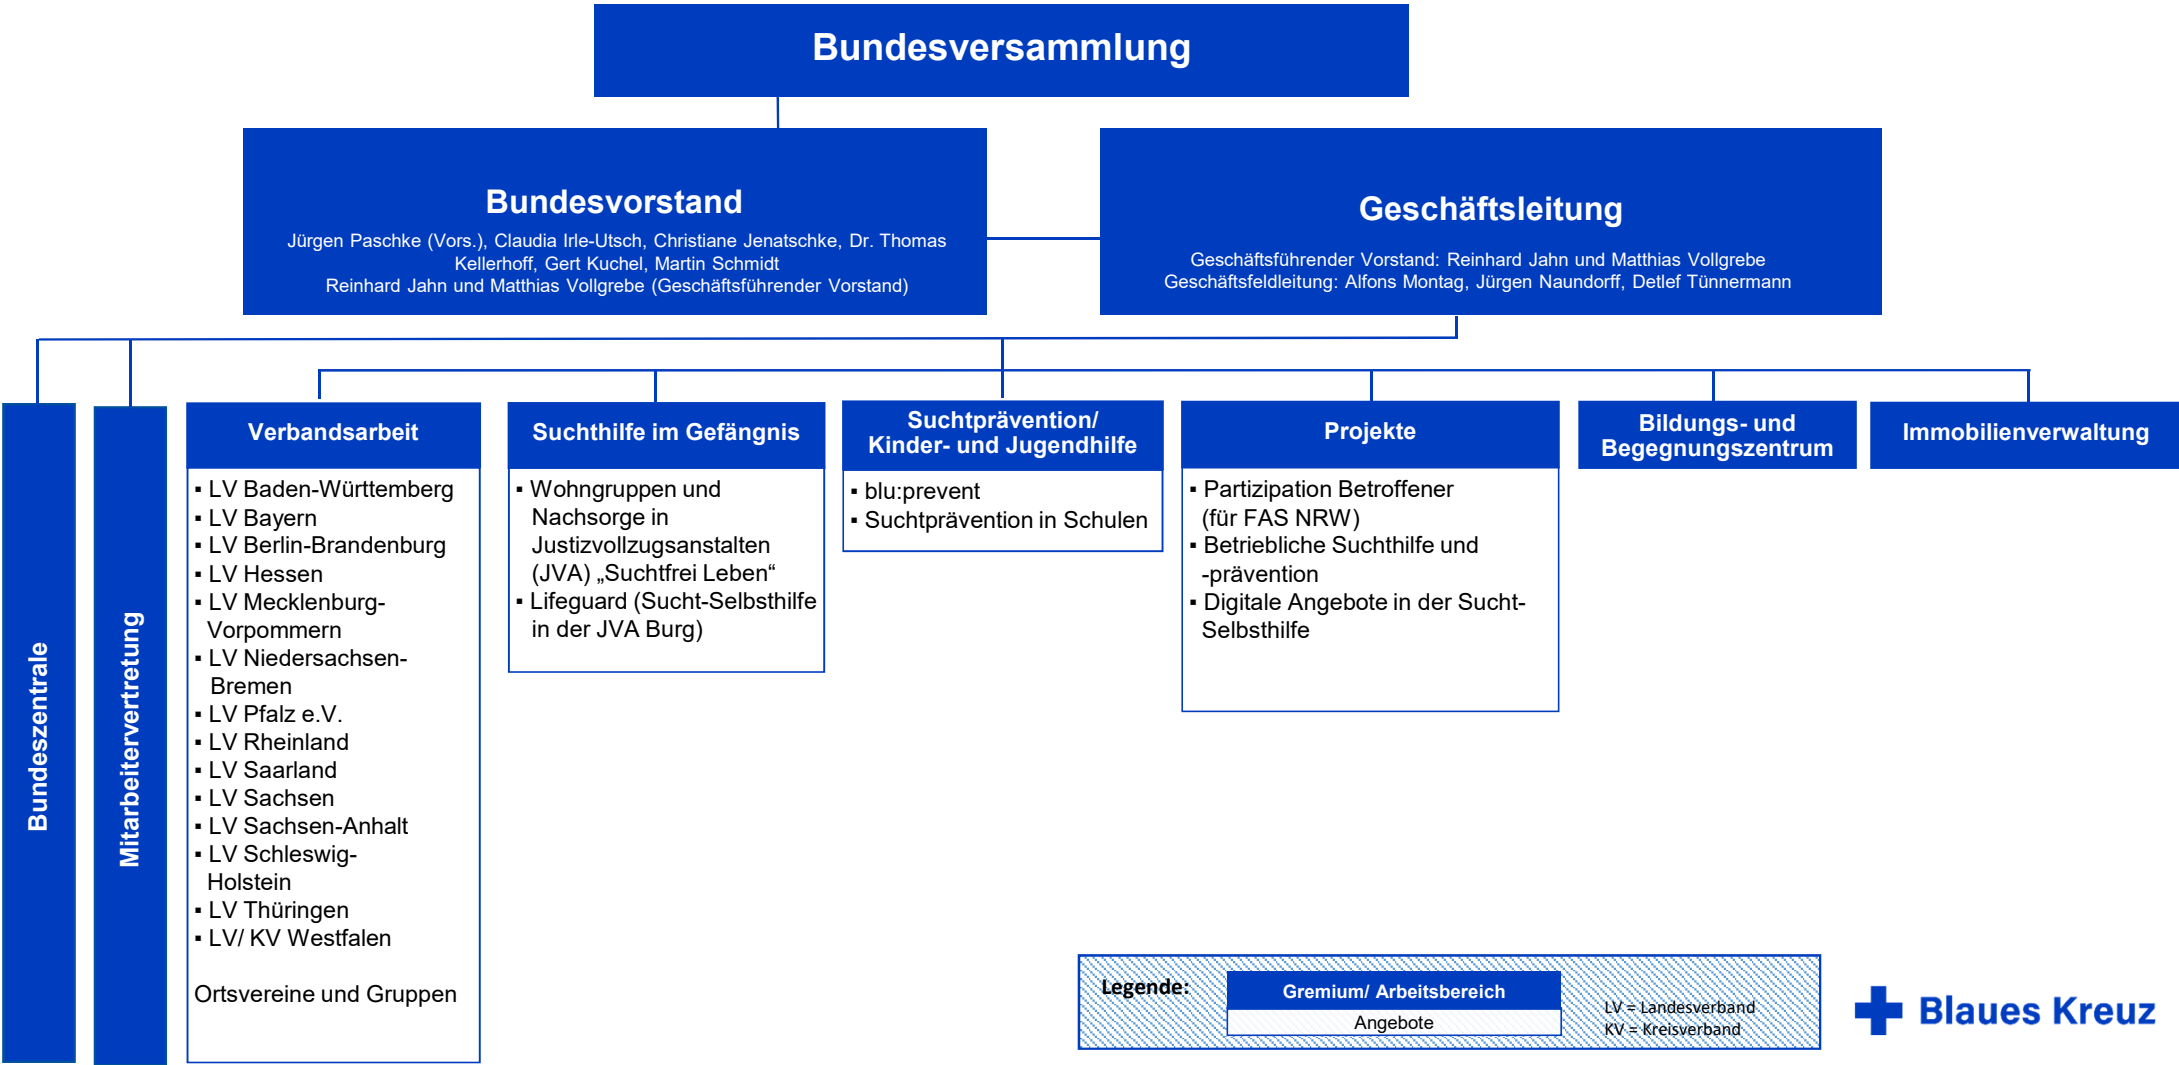 Bundesversammlung
Bundesvorstand
Jürgen Paschke (Vors.), Claudia Irle-Utsch, Christiane Jenatschke, Dr. Thomas
Kellerhoff, Gert Kuchel, Martin Schmidt
Reinhard Jahn und Matthias Vollgrebe (Geschäftsführender Vorstand)
Geschäftsleitung
Geschäftsführender Vorstand: Reinhard Jahn und Matthias Vollgrebe
Geschäftsfeldleitung: Alfons Montag, Jürgen Naundorff, Detlef Tünnermann
Bundeszentrale
Mitarbeitervertretung
Verbandsarbeit
▪ LV Baden-Württemberg
▪ LV Bayern
▪ LV Berlin-Brandenburg
▪ LV Hessen
▪ LV Mecklenburg-
Vorpommern
▪ LV Niedersachsen-
Bremen
▪ LV Pfalz e.V.
▪ LV Rheinland
▪ LV Saarland
▪ LV Sachsen
▪ LV Sachsen-Anhalt
▪ LV Schleswig-
Holstein
▪ LV Thüringen
▪ LV/ KV Westfalen
Ortsvereine und Gruppen
Suchthilfe im Gefängnis
▪ Wohngruppen und
Nachsorge in
Justizvollzugsanstalten
(JVA) „Suchtfrei Leben“
▪ Lifeguard (Sucht-Selbsthilfe
in der JVA Burg)
Suchtprävention/
Kinder- und Jugendhilfe
▪ blu:prevent
▪ Suchtprävention in Schulen
Projekte
▪ Partizipation Betroffener
(für FAS NRW)
▪ Betriebliche Suchthilfe und
-prävention
▪ Digitale Angebote in der Sucht-
Selbsthilfe
Bildungs- und
Begegnungszentrum
Immobilienverwaltung
Legende:
Gremium/ Arbeitsbereich
Angebote
LV = Landesverband
KV = Kreisverband
Blaues Kreuz